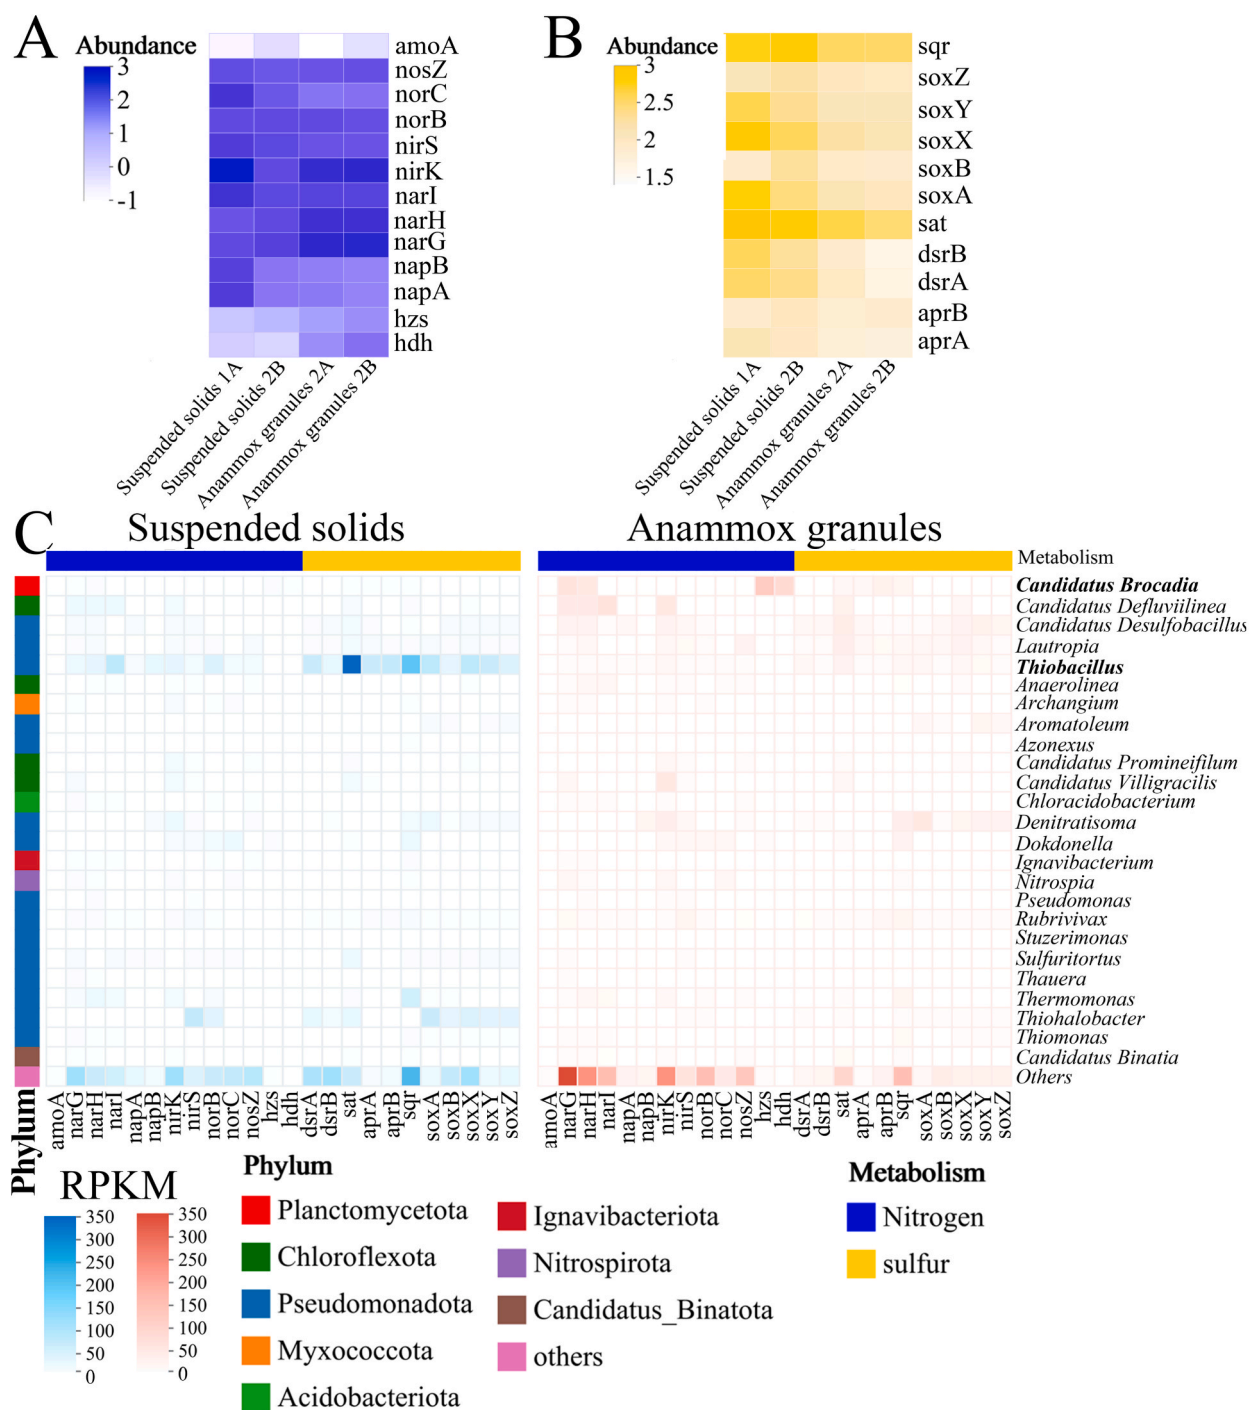 A
Abundance
3
2
1
0
-1
amoA
nosZ
norC
norB
nirS
nirK
narI
narH
narG
napB
napA
hzs
hdh
Suspended solids 1A
Suspended solids 2B
Anammox granules 2A
Anammox granules 2B
B
Abundance
3
2.5
2
1.5
sqr
soxZ
soxY
soxX
soxB
soxA
sat
dsrB
dsrA
aprB
aprA
Suspended solids 1A
Suspended solids 2B
Anammox granules 2A
Anammox granules 2B
C
Suspended solids
Anammox granules
Metabolism
Candidatus Brocadia
Candidatus Defluviilinea
Candidatus Desulfobacillus
Lautropia
Thiobacillus
Anaerolinea
Archangium
Aromatoleum
Azonexus
Candidatus Promineifilum
Candidatus Villigracilis
Chloracidobacterium
Denitratisoma
Dokdonella
Ignavibacterium
Nitrospia
Pseudomonas
Rubrivivax
Stuzerimonas
Sulfuritortus
Thauera
Thermomonas
Thiohalobacter
Thiomonas
Candidatus Binatia
Others
Phylum
amoA
narG
narH
narI
napA
napB
nirK
nirS
norB
norC
nosZ
hzs
hdh
dsrA
dsrB
sat
aprA
aprB
sqr
soxA
soxB
soxX
soxY
soxZ
amoA
narG
narH
narI
napA
napB
nirK
nirS
norB
norC
nosZ
hzs
hdh
dsrA
dsrB
sat
aprA
aprB
sqr
soxA
soxB
soxX
soxY
soxZ
RPKM
350
300
250
200
150
100
50
0
350
300
250
200
150
100
50
0
Phylum
Planctomycetota
Chloroflexota
Pseudomonadota
Myxococcota
Acidobacteriota
Ignavibacteriota
Nitrospirota
Candidatus_Binatota
others
Metabolism
Nitrogen
sulfur